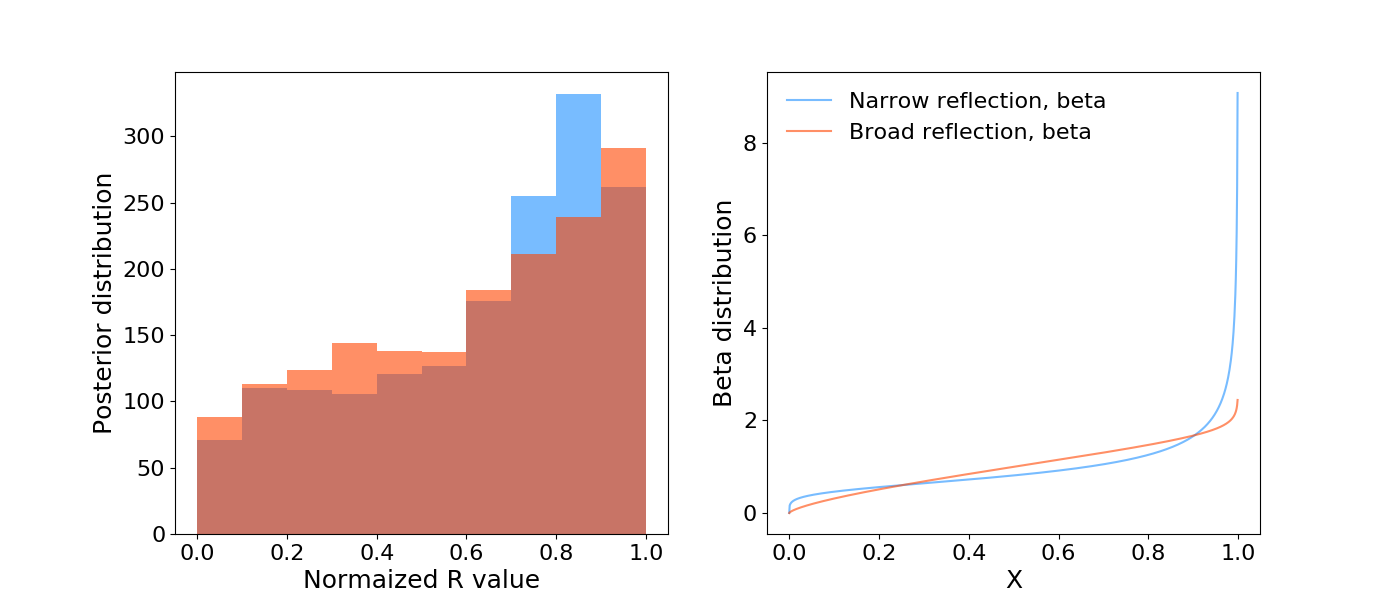 Posterior distribution
300
250
200
150
100
50
0
0.0 0.2 0.4 0.6 0.8 1.0
Normaized R value
Narrow reflection, beta
Broad reflection, beta
Beta distribution
8
6
4
2
0
0.0 0.2 0.4 0.6 0.8 1.0
X